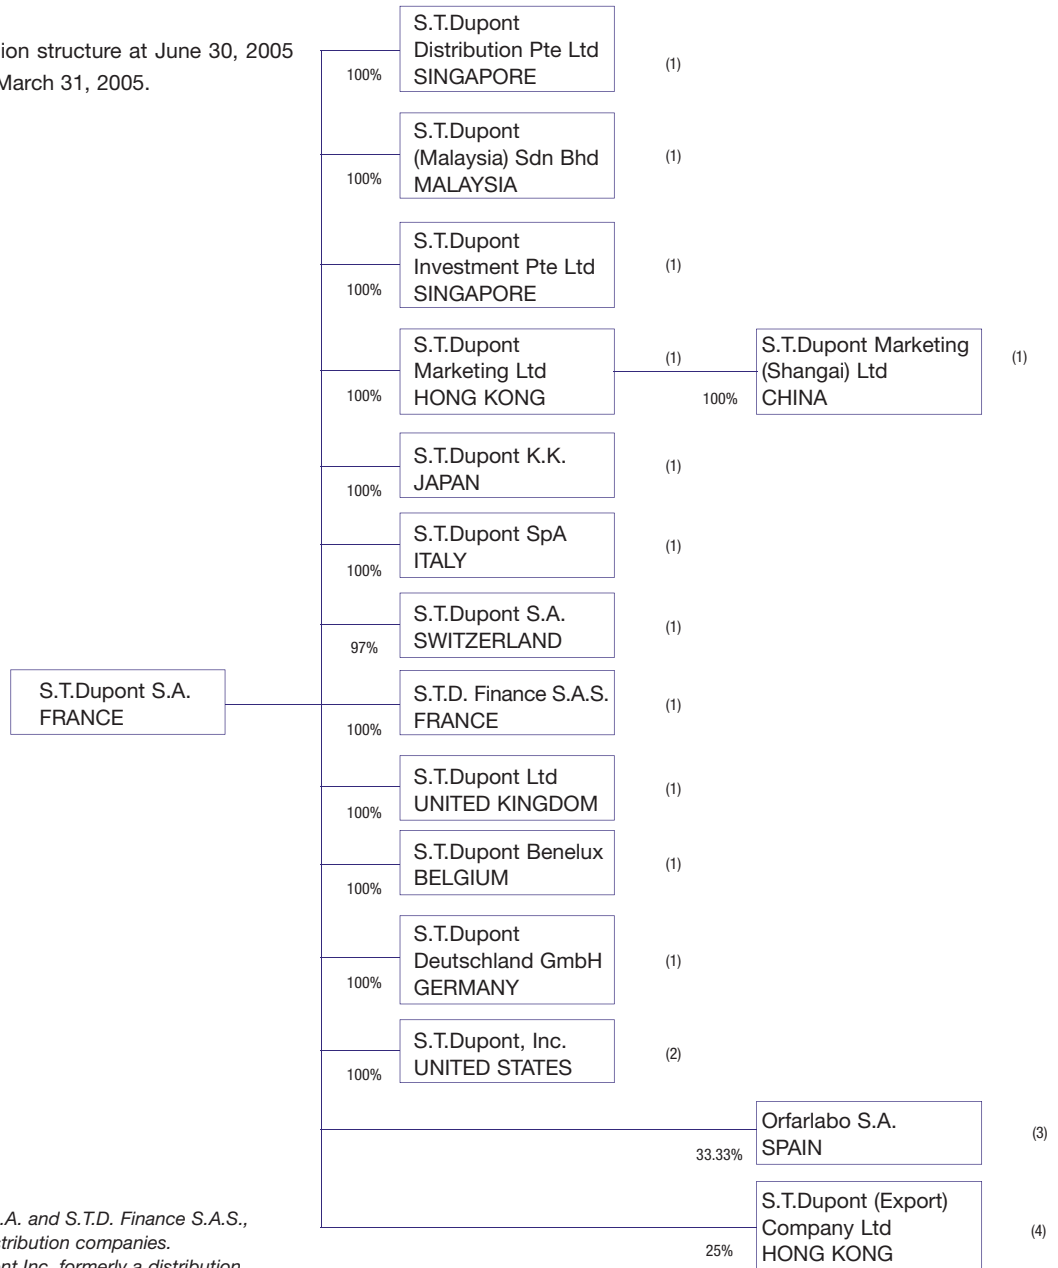 S.T.Dupont
Distribution Pte Ltd
SINGAPORE
ion structure at June 30, 2005
March 31, 2005.
100%
(1)
S.T.Dupont
(Malaysia) Sdn Bhd
MALAYSIA
100%
(1)
S.T.Dupont
Investment Pte Ltd
SINGAPORE
100%
(1)
S.T.Dupont
Marketing Ltd
HONG KONG
100%
(1)
S.T.Dupont Marketing
(Shangai) Ltd
CHINA
100%
(1)
S.T.Dupont K.K.
JAPAN
100%
(1)
S.T.Dupont SpA
ITALY
100%
(1)
S.T.Dupont S.A.
SWITZERLAND
97%
(1)
S.T.Dupont S.A.
FRANCE
S.T.D. Finance S.A.S.
FRANCE
100%
(1)
S.T.Dupont Ltd
UNITED KINGDOM
100%
(1)
S.T.Dupont Benelux
BELGIUM
100%
(1)
S.T.Dupont
Deutschland GmbH
GERMANY
100%
(1)
S.T.Dupont, Inc.
UNITED STATES
100%
(2)
Orfarlabo S.A.
SPAIN
33.33%
(3)
S.T.Dupont (Export)
Company Ltd
HONG KONG
25%
(4)
.A. and S.T.D. Finance S.A.S.,
stribution companies.
nt Inc. formerly a distribution